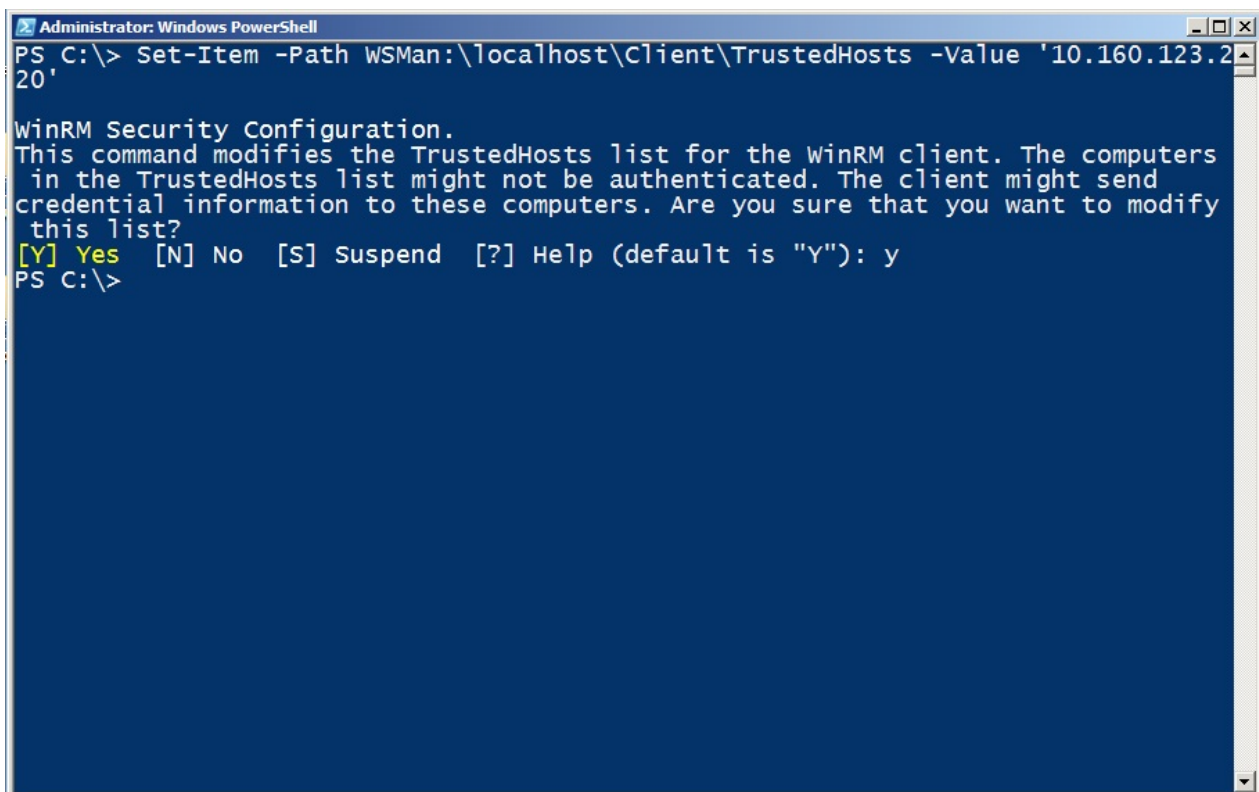 Administrator: Windows PowerShell
PS C:\> Set-Item -Path WSMan:\localhost\Client\TrustedHosts -Value '10.160.123.2
20'
WinRM Security Configuration.
This command modifies the TrustedHosts list for the WinRM client. The computers
 in the TrustedHosts list might not be authenticated. The client might send
credential information to these computers. Are you sure that you want to modify
 this list?
[Y] Yes  [N] No  [S] Suspend  [?] Help (default is "Y"): y
PS C:\>